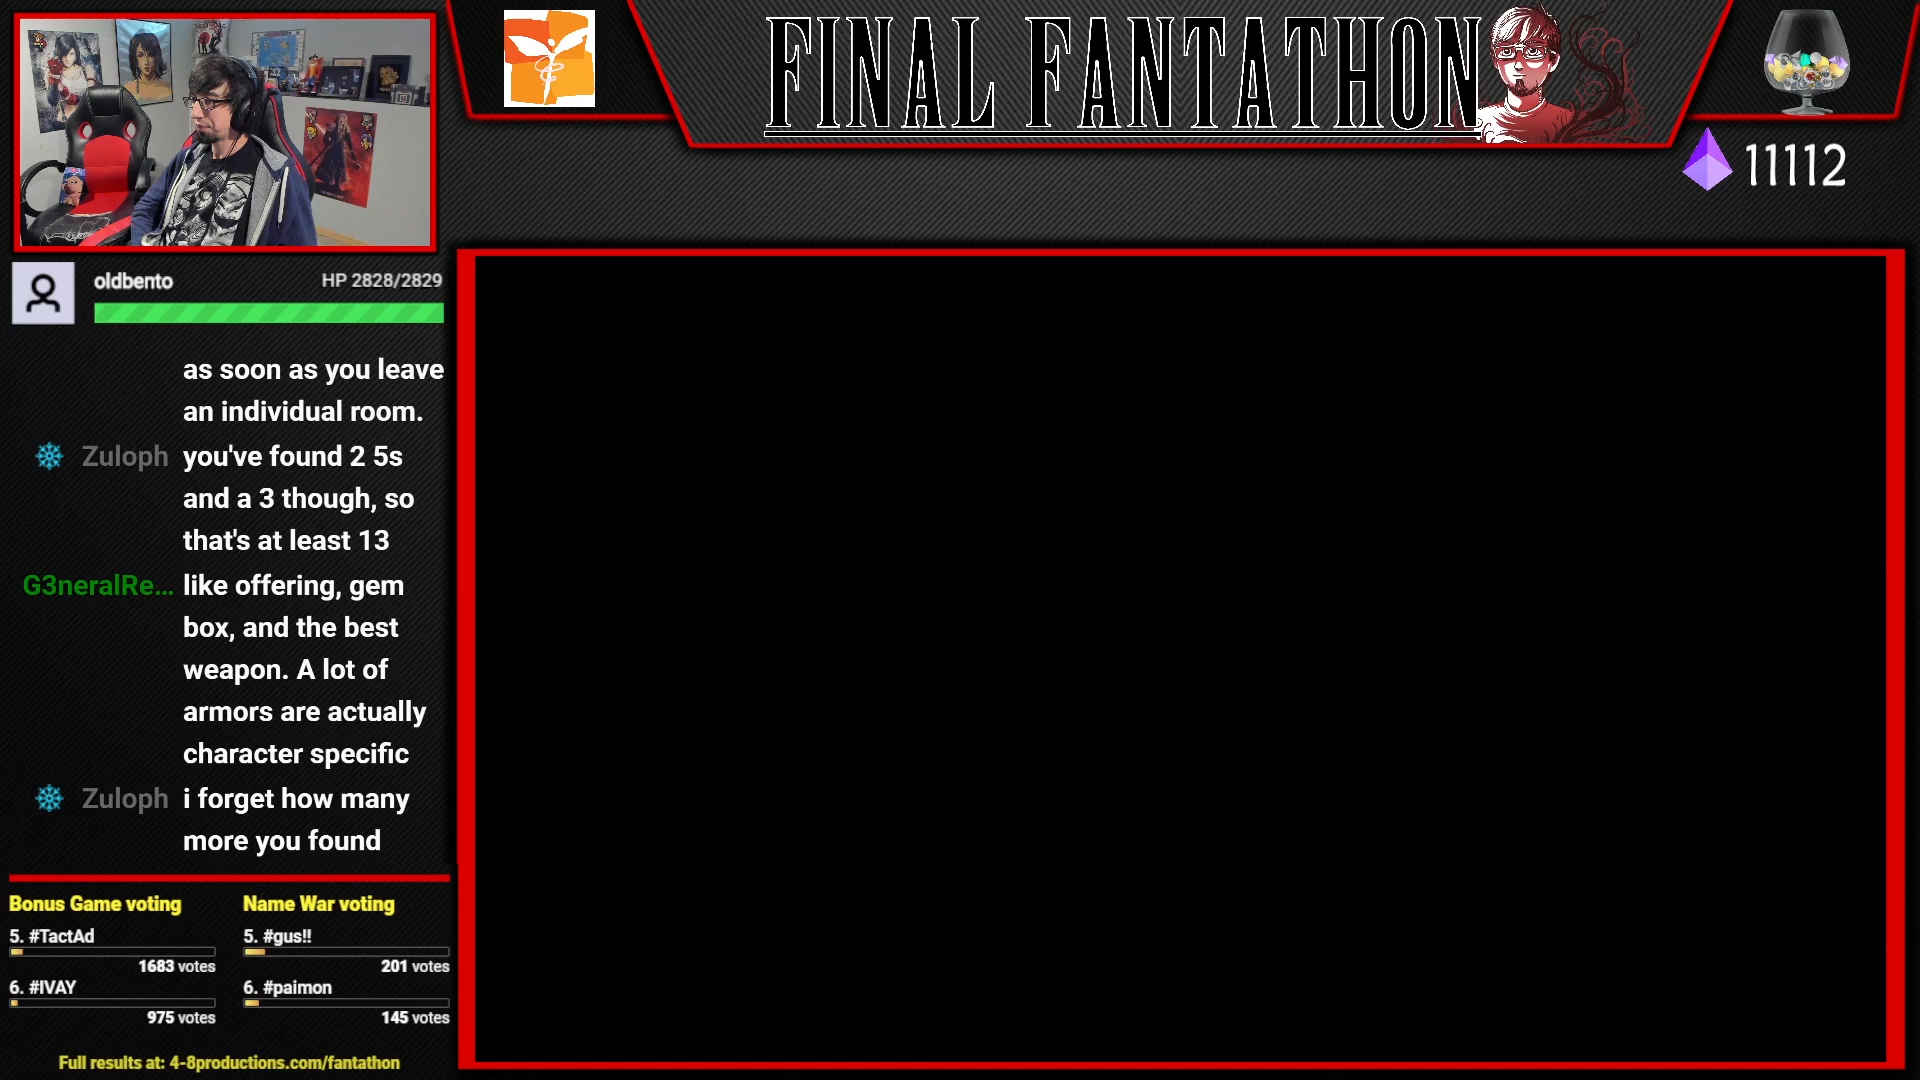 FINAL FANTATHON
11112
oldbento HP 2828/2829
as soon as you leave
an individual room.
Zuloph you've found 2 5s
and a 3 though, so
that's at least 13
G3neralRe... like offering, gem
box, and the best
weapon. A lot of
armors are actually
character specific
Zuloph i forget how many
more you found
Bonus Game voting
5. #TactAd
1683 votes
6. #IVAY
975 votes
Name War voting
5. #gus!!
201 votes
6. #paimon
145 votes
Full results at: 4-8productions.com/fantathon